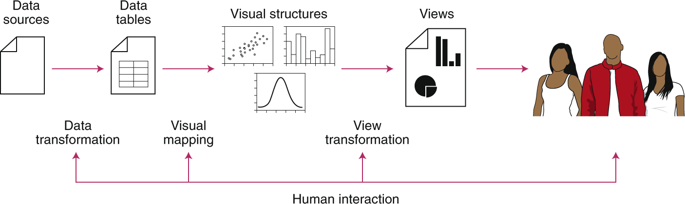 Data
sources
Data
tables
Visual structures
Views
Data
transformation
Visual
mapping
View
transformation
Human interaction